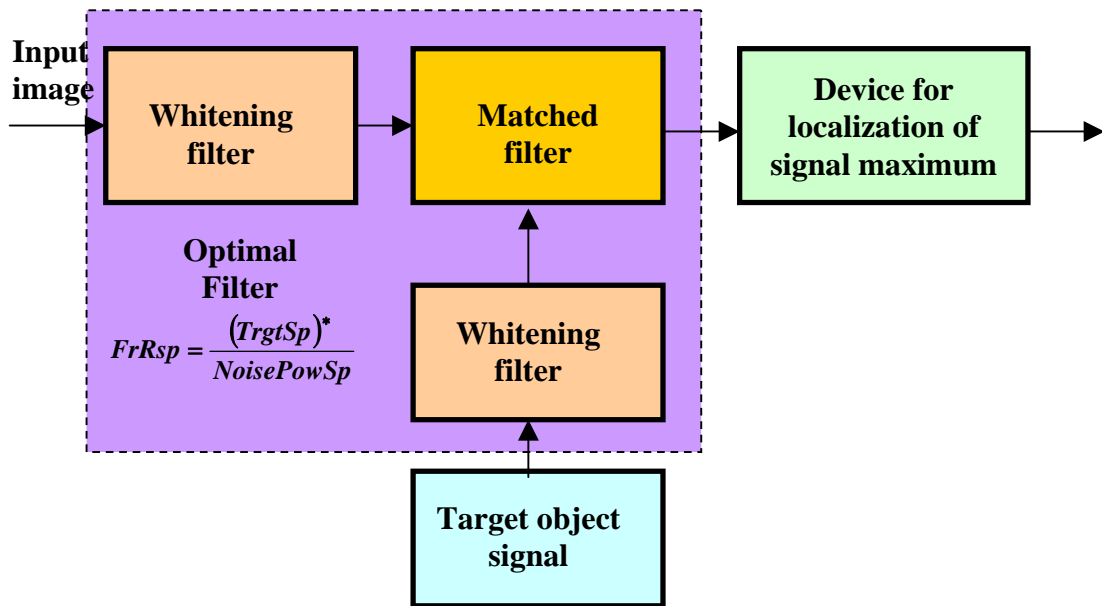 Input
image
Whitening
filter
Matched
filter
Device for
localization of
signal maximum
Optimal
Filter
FrRsp = (TrgtSp)* / NoisePowSp
Whitening
filter
Target object
signal